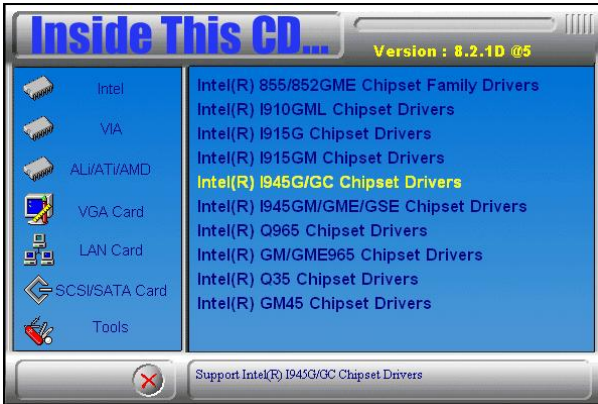 Inside This CD...
Version : 8.2.1D @5
Intel
VIA
ALi/ATi/AMD
VGA Card
LAN Card
SCSI/SATA Card
Tools
Intel(R) 855/852GME Chipset Family Drivers
Intel(R) I910GML Chipset Drivers
Intel(R) I915G Chipset Drivers
Intel(R) I915GM Chipset Drivers
Intel(R) I945G/GC Chipset Drivers
Intel(R) I945GM/GME/GSE Chipset Drivers
Intel(R) Q965 Chipset Drivers
Intel(R) GM/GME965 Chipset Drivers
Intel(R) Q35 Chipset Drivers
Intel(R) GM45 Chipset Drivers
Support Intel(R) I945G/GC Chipset Drivers